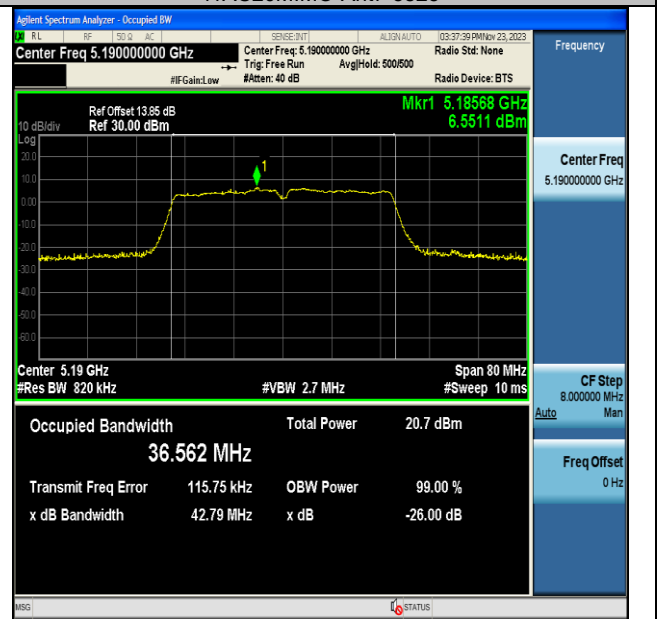 Agilent Spectrum Analyzer - Occupied BW
RL RF 50 Ω AC SENSE:INT ALIGN AUTO 03:37:39 PM Nov 23, 2023
Center Freq 5.190000000 GHz
Center Freq: 5.190000000 GHz Radio Std: None
Trig: Free Run Avg|Hold: 500/500
#IFGain:Low #Atten: 40 dB Radio Device: BTS
Frequency
Ref Offset 13.85 dB
10 dB/div Ref 30.00 dBm
Mkr1 5.18568 GHz
6.5511 dBm
Log
20.0
10.0
0.00
-10.0
-20.0
-30.0
-40.0
-50.0
-60.0
1
Center 5.19 GHz Span 80 MHz
#Res BW 820 kHz #VBW 2.7 MHz #Sweep 10 ms
Occupied Bandwidth Total Power 20.7 dBm
36.562 MHz
Transmit Freq Error 115.75 kHz OBW Power 99.00 %
x dB Bandwidth 42.79 MHz x dB -26.00 dB
Center Freq
5.190000000 GHz
CF Step
8.000000 MHz
Auto Man
Freq Offset
0 Hz
MSG STATUS